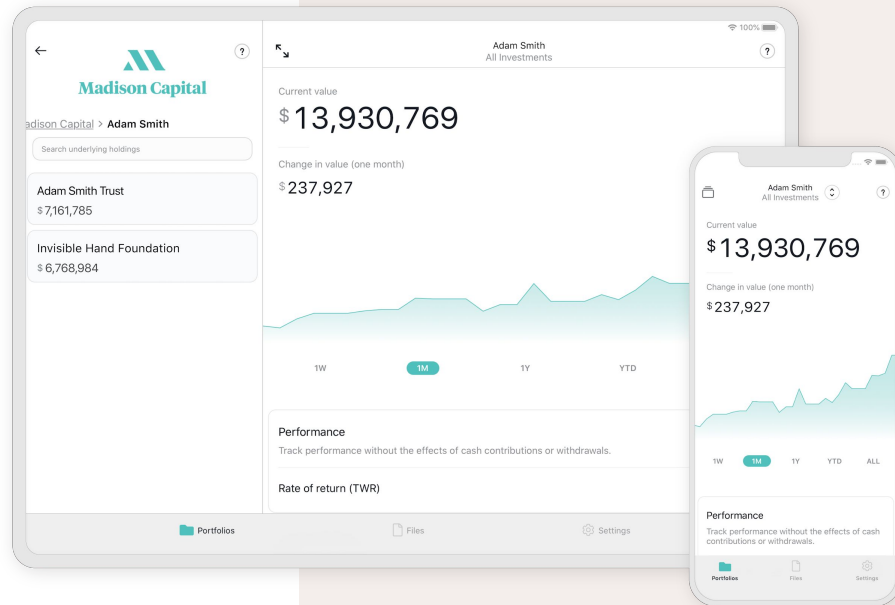 100%
?
Madison Capital
adison Capital > Adam Smith
Search underlying holdings
Adam Smith Trust
$ 7,161,785
Invisible Hand Foundation
$ 6,768,984
Adam Smith
All Investments
?
Current value
$ 13,930,769
Change in value (one month)
$ 237,927
1W 1M 1Y YTD
Performance
Track performance without the effects of cash contributions or withdrawals.
Rate of return (TWR)
Portfolios Files Settings
Adam Smith
All Investments
?
Current value
$ 13,930,769
Change in value (one month)
$ 237,927
1W 1M 1Y YTD ALL
Performance
Track performance without the effects of cash
contributions or withdrawals.
Portfolios Files Settings